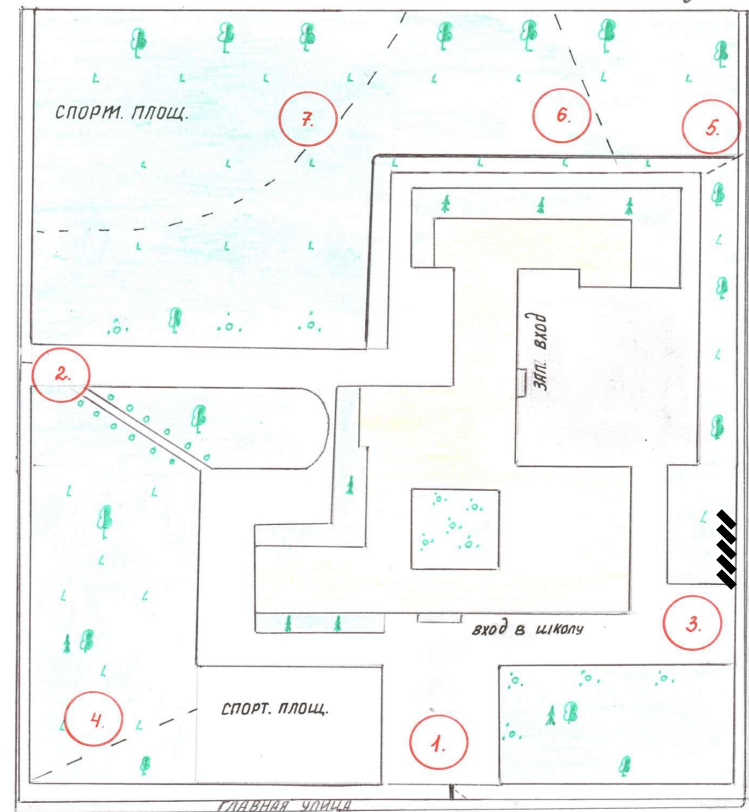 СПОРТ. ПЛОЩ.
7.
6.
5.
ЗАП. ВХОД
2.
ВХОД В ШКОЛУ
3.
4.
СПОРТ. ПЛОЩ.
1.
ГЛАВНАЯ УЛИЦА